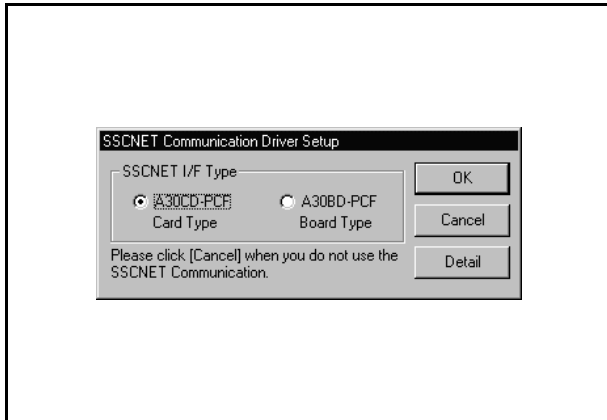 SSCNET Communication Driver Setup
SSCNET I/F Type
A30CD-PCF A30BD-PCF
Card Type Board Type
Please click [Cancel] when you do not use the
SSCNET Communication.
OK
Cancel
Detail